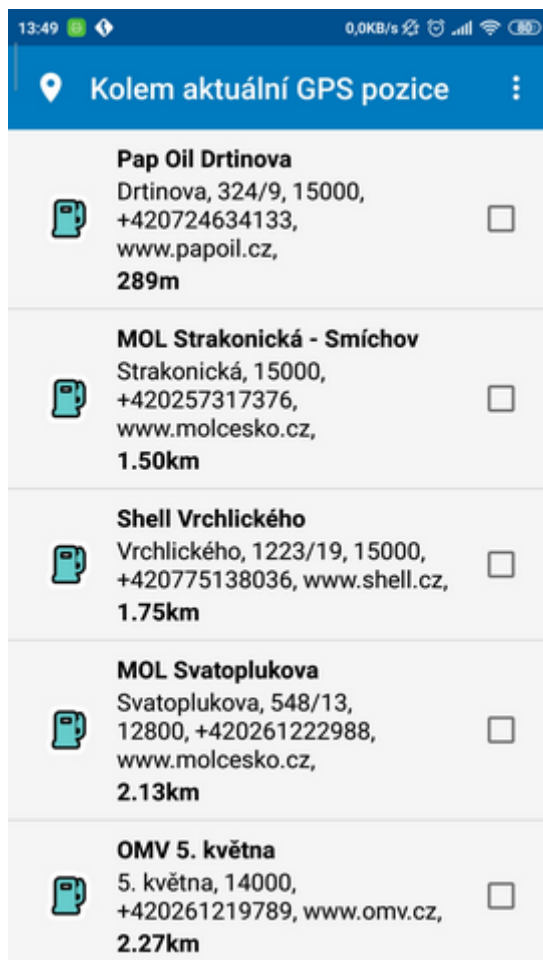 13:49 0,0KB/s 80
Kolem aktuální GPS pozice
Pap Oil Drtinova
Drtinova, 324/9, 15000,
+420724634133,
www.papoil.cz,
289m
MOL Strakonická - Smíchov
Strakonická, 15000,
+420257317376,
www.molcesko.cz,
1.50km
Shell Vrchlického
Vrchlického, 1223/19, 15000,
+420775138036, www.shell.cz,
1.75km
MOL Svatoplukova
Svatoplukova, 548/13,
12800, +420261222988,
www.molcesko.cz,
2.13km
OMV 5. května
5. května, 14000,
+420261219789, www.omv.cz,
2.27km